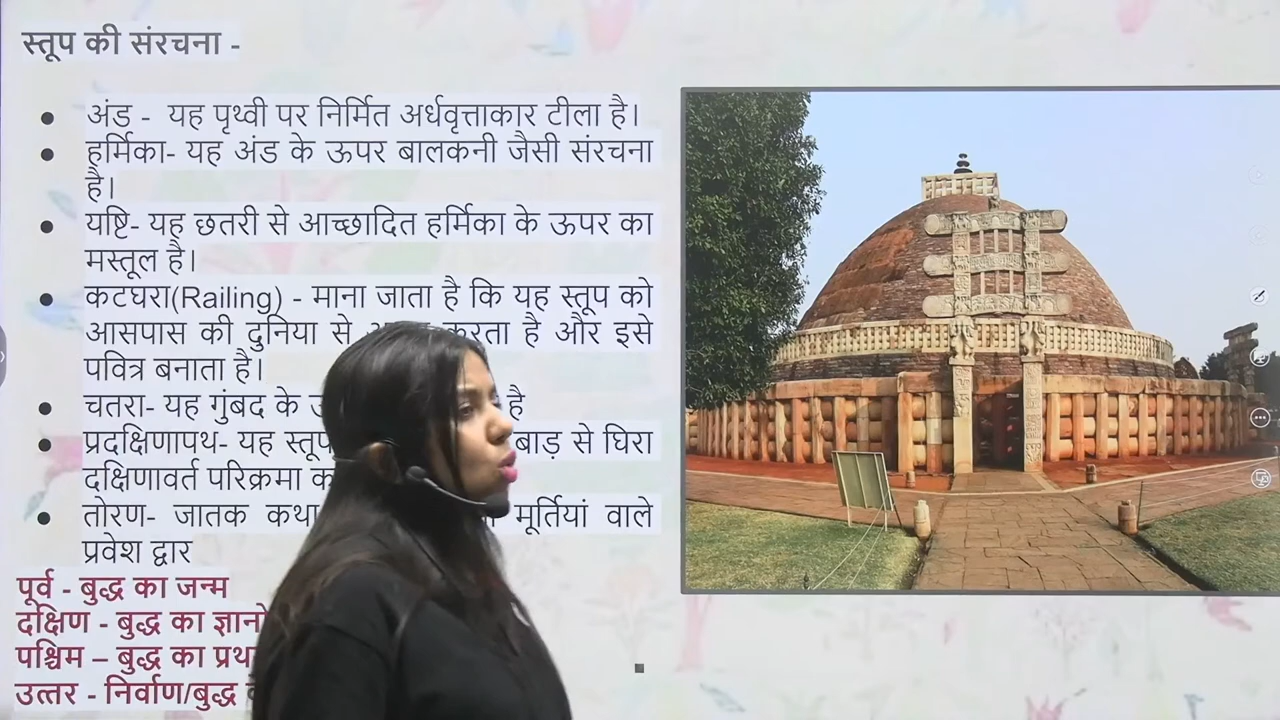 स्तूप की संरचना -
अंड - यह पृथ्वी पर निर्मित अर्धवृत्ताकार टीला है।
हर्मिका- यह अंड के ऊपर बालकनी जैसी संरचना
है।
यष्टि- यह छतरी से आच्छादित हर्मिका के ऊपर का
मस्तूल है।
कटघरा(Railing) - माना जाता है कि यह स्तूप को
आसपास की दुनिया से करता है और इसे
पवित्र बनाता है।
चतरा- यह गुंबद के है
प्रदक्षिणापथ- यह स्तूप बाड़ से घिरा
दक्षिणावर्त परिक्रमा
तोरण- जातक मूर्तियां वाले
प्रवेश द्वार
पूर्व - बुद्ध का जन्म
दक्षिण - बुद्ध का
पश्चिम – बुद्ध का
उत्तर - निर्वाण/बुद्ध